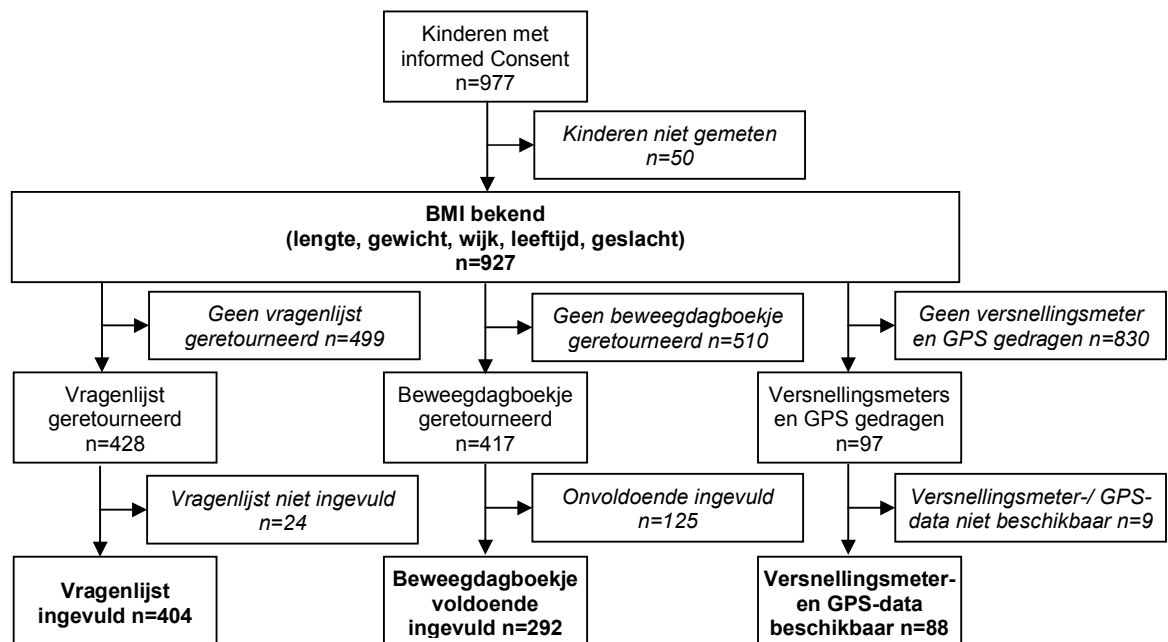 Kinderen met
informed Consent
n=977
Kinderen niet gemeten
n=50
BMI bekend
(lengte, gewicht, wijk, leeftijd, geslacht)
n=927
Geen vragenlijst
geretourneerd n=499
Geen beweegdagboekje
geretourneerd n=510
Geen versnellingsmeter
en GPS gedragen n=830
Vragenlijst
geretourneerd
n=428
Beweegdagboekje
geretourneerd
n=417
Versnellingsmeters
en GPS gedragen
n=97
Vragenlijst niet ingevuld
n=24
Onvoldoende ingevuld
n=125
Versnellingsmeter-/ GPS-
data niet beschikbaar n=9
Vragenlijst
ingevuld n=404
Beweegdagboekje
voldoende
ingevuld n=292
Versnellingsmeter-
en GPS-data
beschikbaar n=88